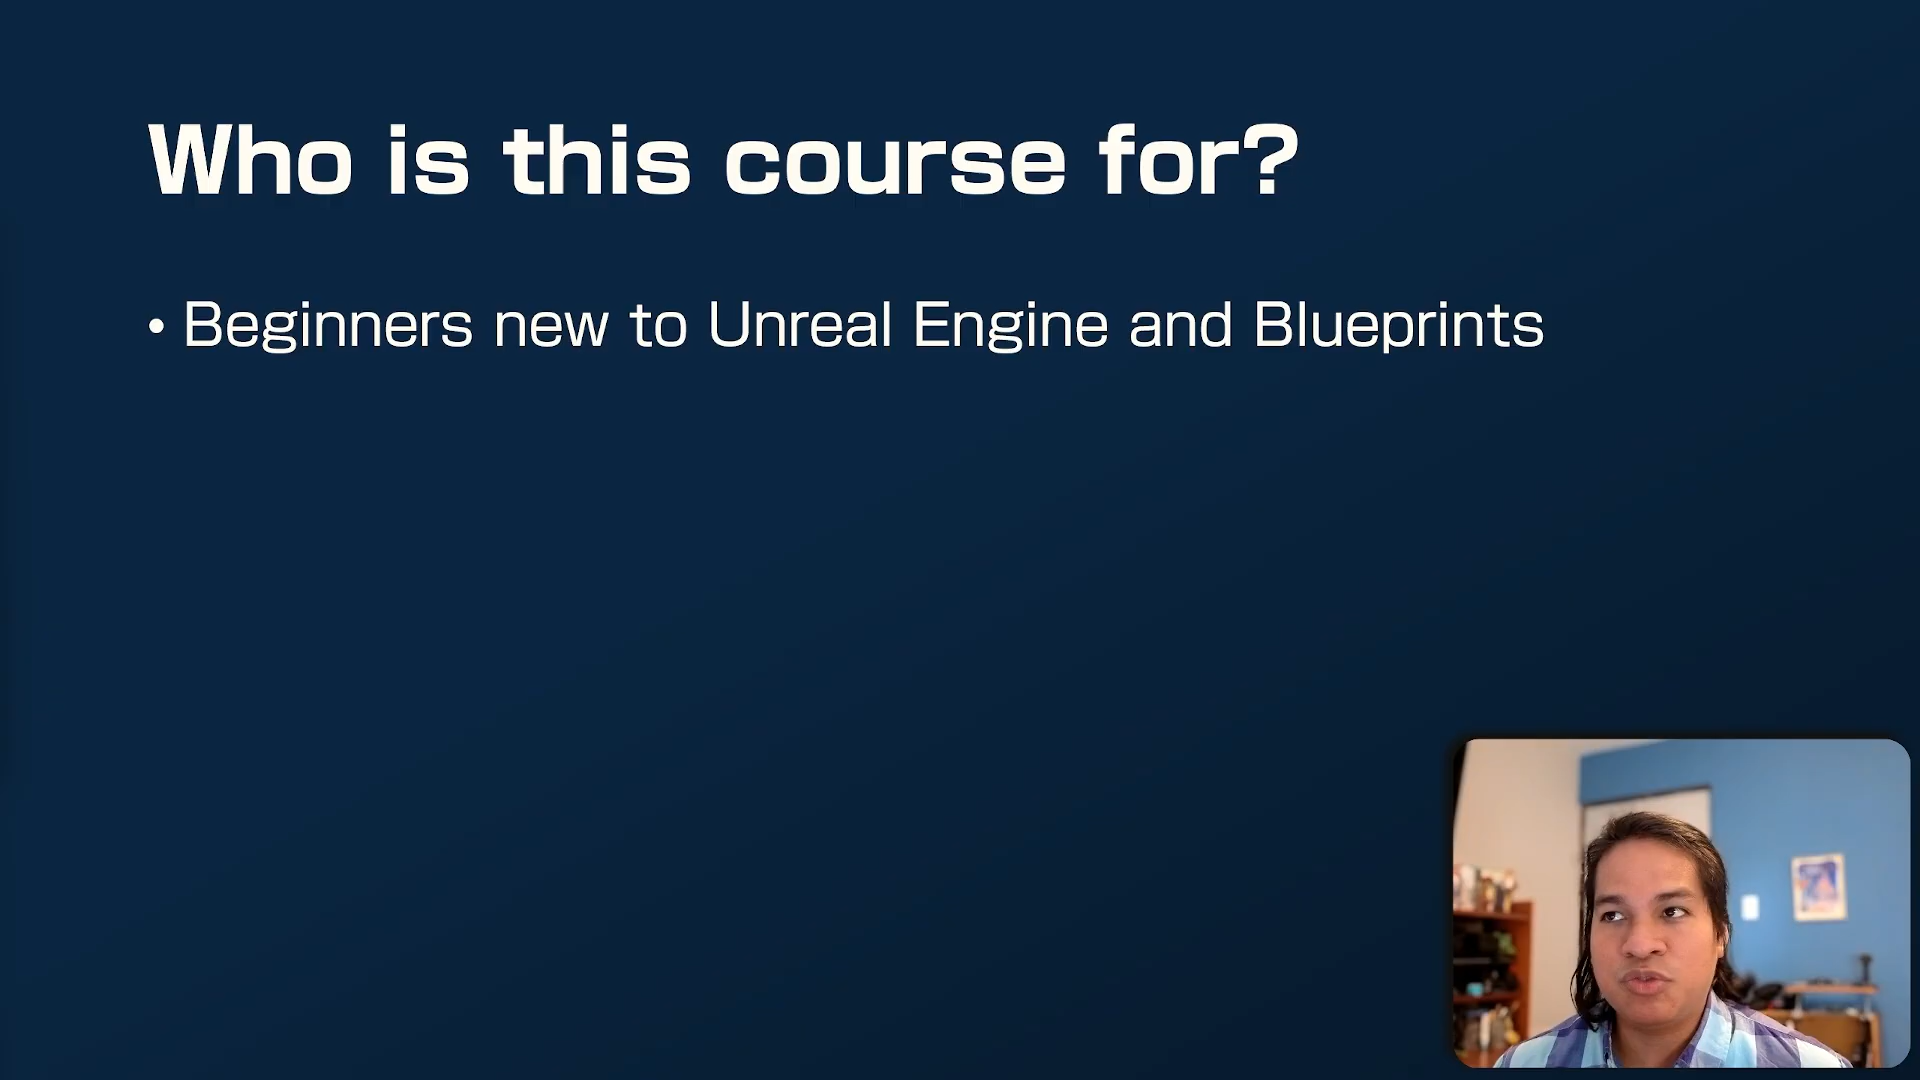 Who is this course for?
• Beginners new to Unreal Engine and Blueprints